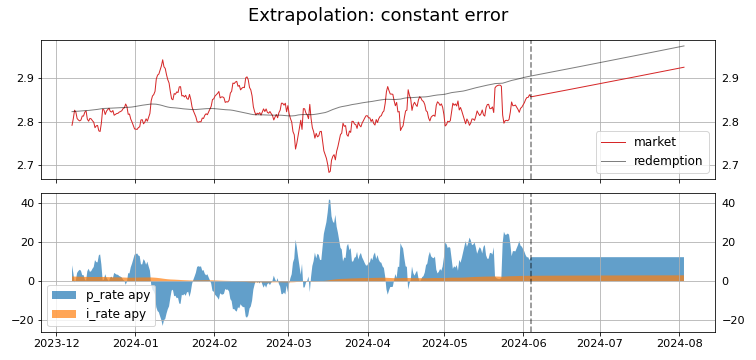 Extrapolation: constant error
2.9 2.9
2.8 2.8
2.7 2.7
market
redemption
40 40
20 20
0 0
−20 −20
p_rate apy
i_rate apy
2023-12 2024-01 2024-02 2024-03 2024-04 2024-05 2024-06 2024-07 2024-08